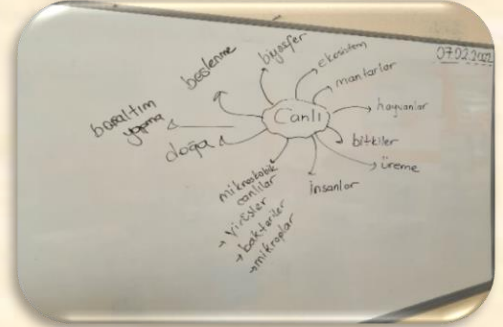 07.02.2022
biyosfer
ekosistem
beslenme
mantarlar
hayvanlar
Canlı
boşaltım
yapma
doğa
bitkiler
üreme
mikroskobik
canlılar
insanlar
→ virüsler
→ bakteriler
→ mikroplar